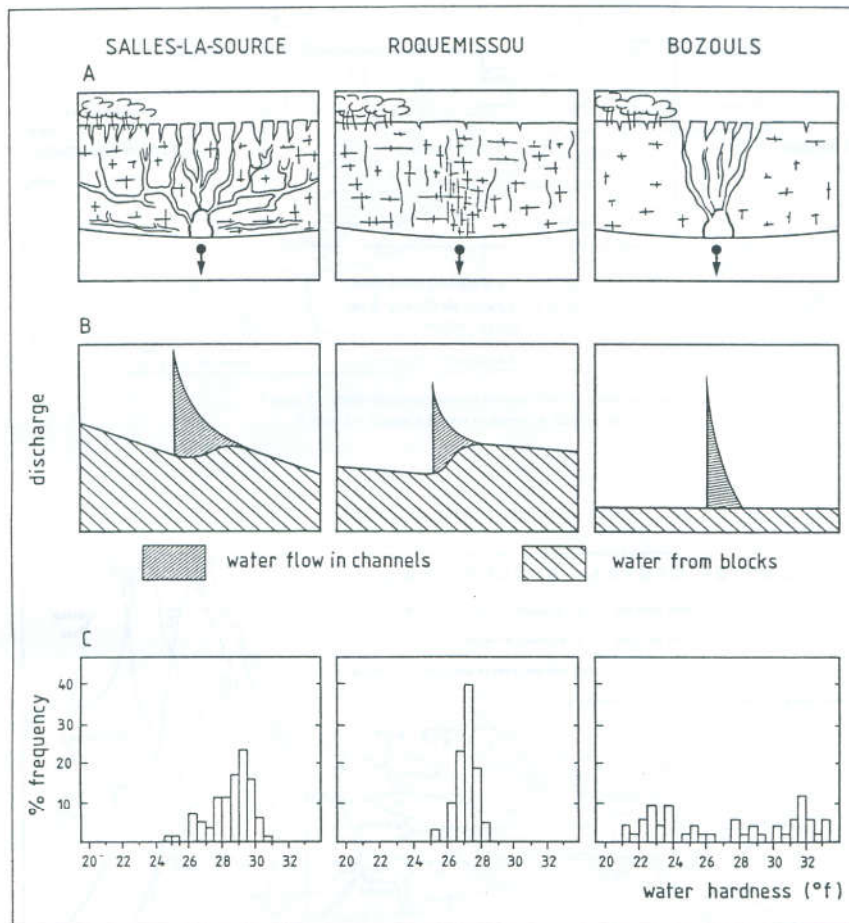 SALLES-LA-SOURCE ROQUEMISSOU BOZOULS
A
B
discharge
water flow in channels water from blocks
C
% frequency
40
30
20
10
20 22 24 26 28 30 32 20 22 24 26 28 30 32 20 22 24 26 28 30 32
water hardness (°f)